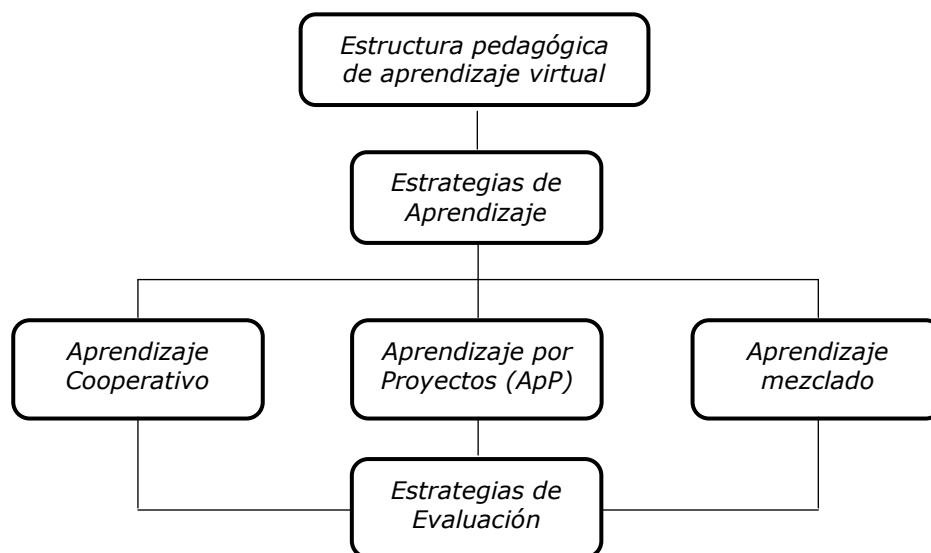 Estructura pedagógica
de aprendizaje virtual
Estrategias de
Aprendizaje
Aprendizaje
Cooperativo
Aprendizaje por
Proyectos (ApP)
Aprendizaje
mezclado
Estrategias de
Evaluación